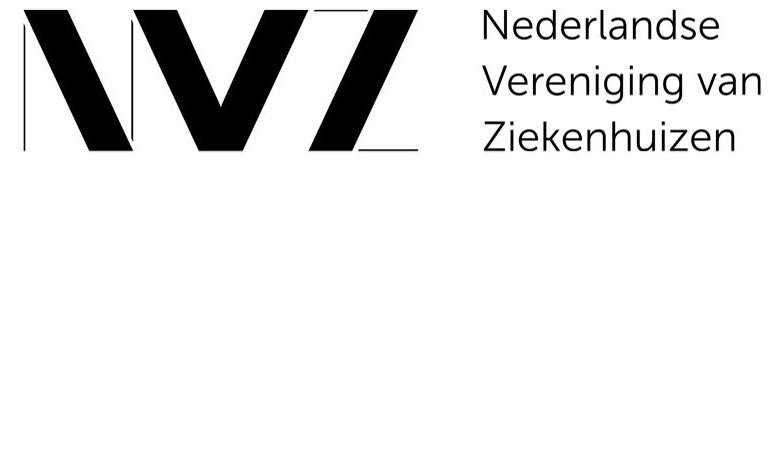 NVZ
Nederlandse
Vereniging van
Ziekenhuizen